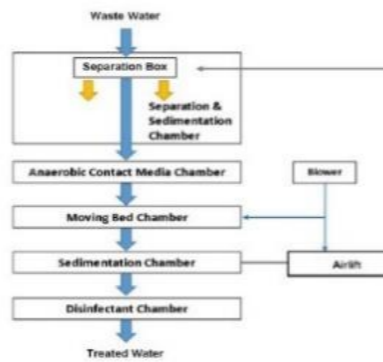 Waste Water
Separation Box
Separation &
Sedimentation
Chamber
Anaerobic Contact Media Chamber
Blower
Moving Bed Chamber
Sedimentation Chamber
Airlift
Disinfectant Chamber
Treated Water